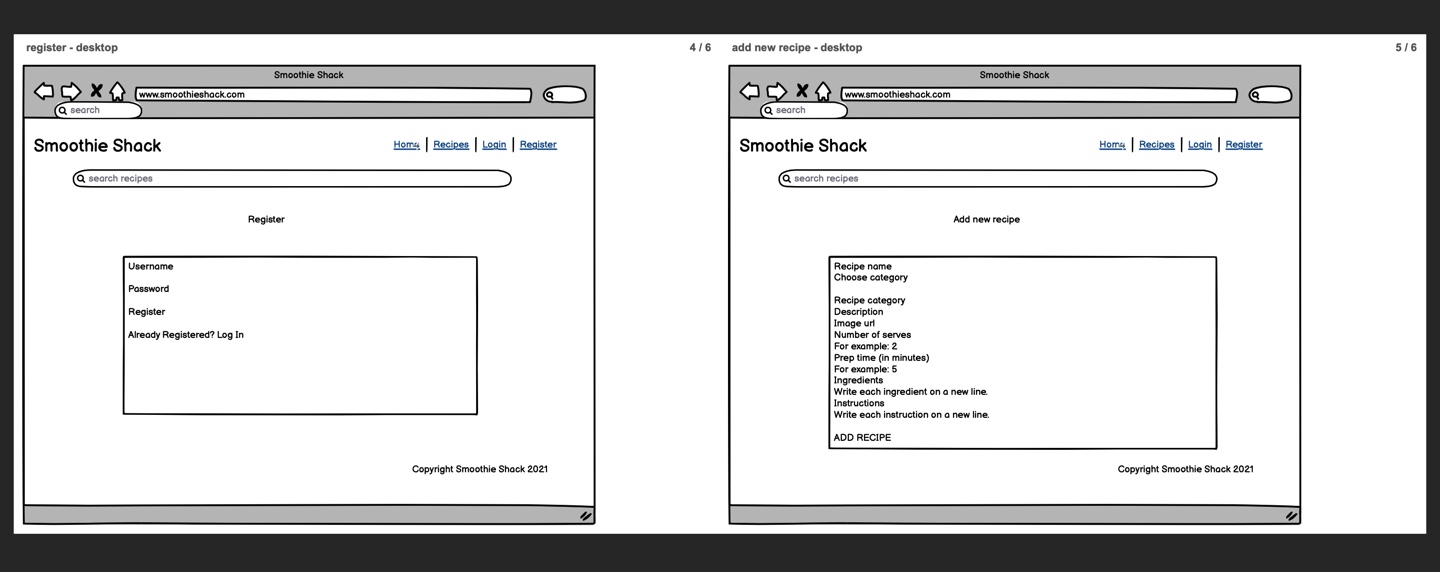 register - desktop
4 / 6
Smoothie Shack
www.smoothieshack.com
search
Smoothie Shack
Home Recipes Login Register
search recipes
Register
Username
Password
Register
Already Registered? Log In
Copyright Smoothie Shack 2021
add new recipe - desktop
5 / 6
Smoothie Shack
www.smoothieshack.com
search
Smoothie Shack
Home Recipes Login Register
search recipes
Add new recipe
Recipe name
Choose category
Recipe category
Description
Image url
Number of serves
For example: 2
Prep time (in minutes)
For example: 5
Ingredients
Write each ingredient on a new line.
Instructions
Write each instruction on a new line.
ADD RECIPE
Copyright Smoothie Shack 2021